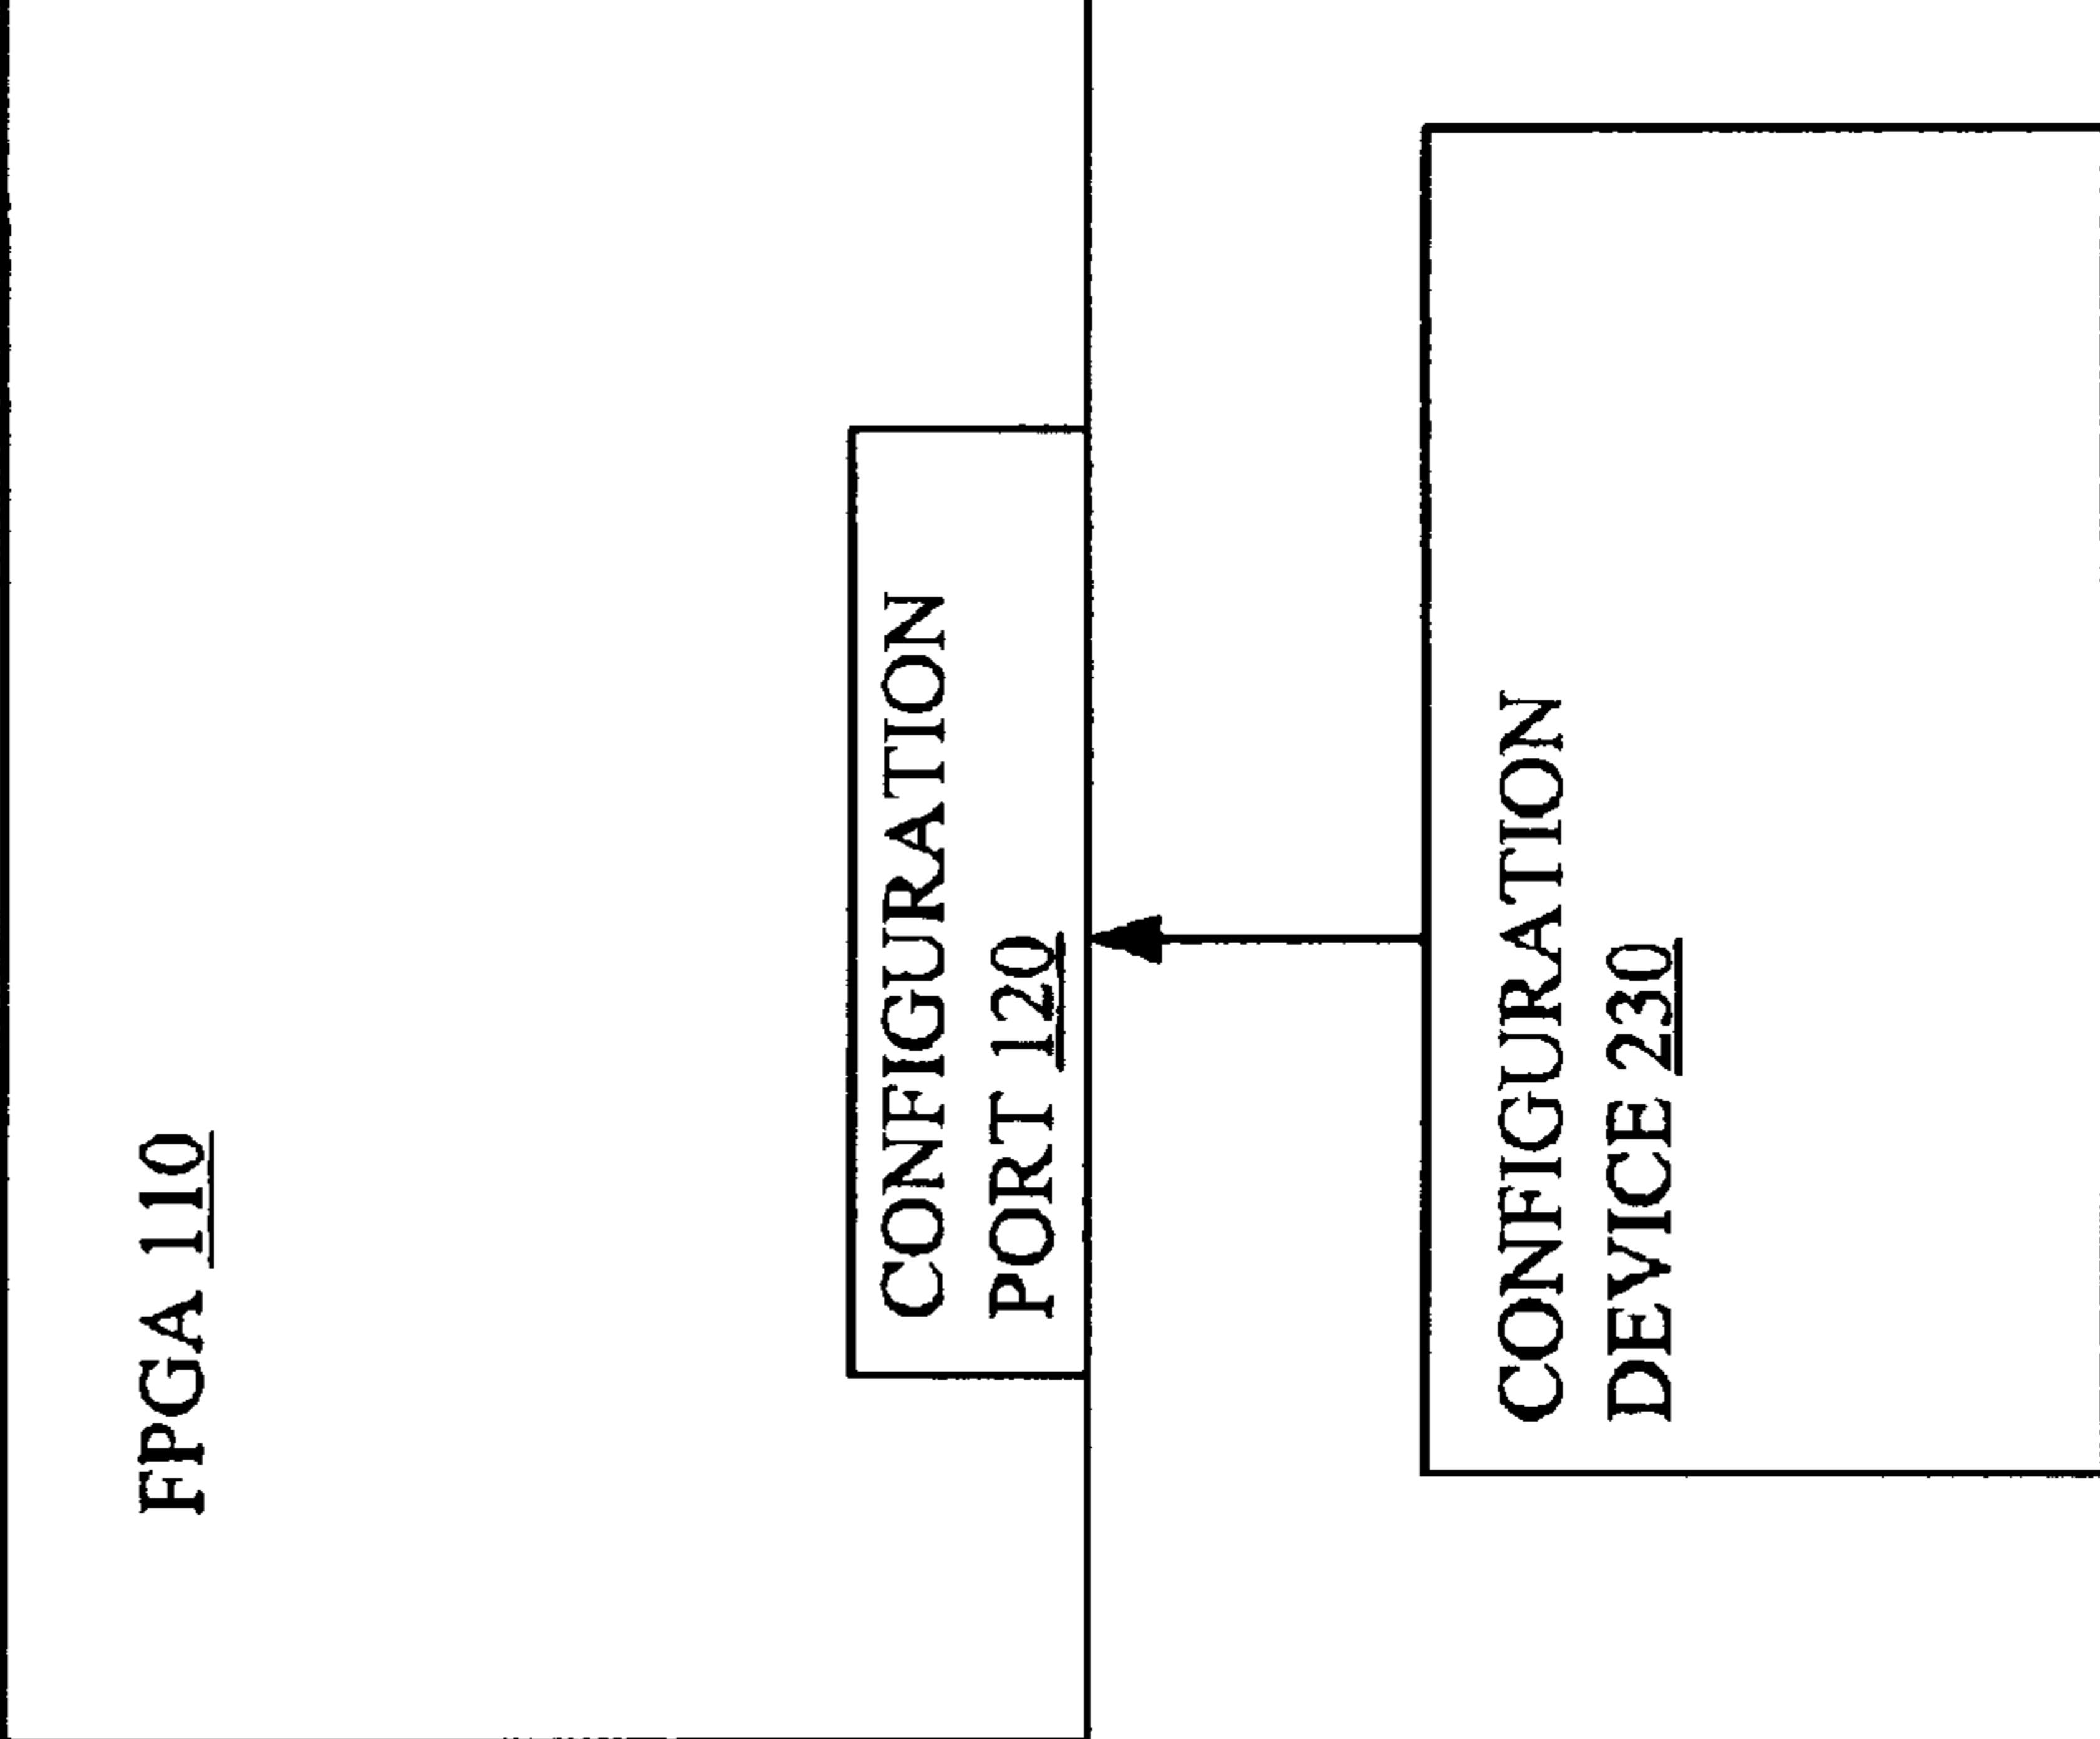 FPGA 110
CONFIGURATION
PORT 120
CONFIGURATION
DEVICE 230